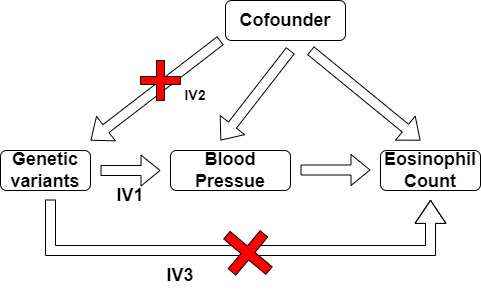 Cofounder
IV2
Genetic
variants
IV1
Blood
Pressue
Eosinophil
Count
IV3